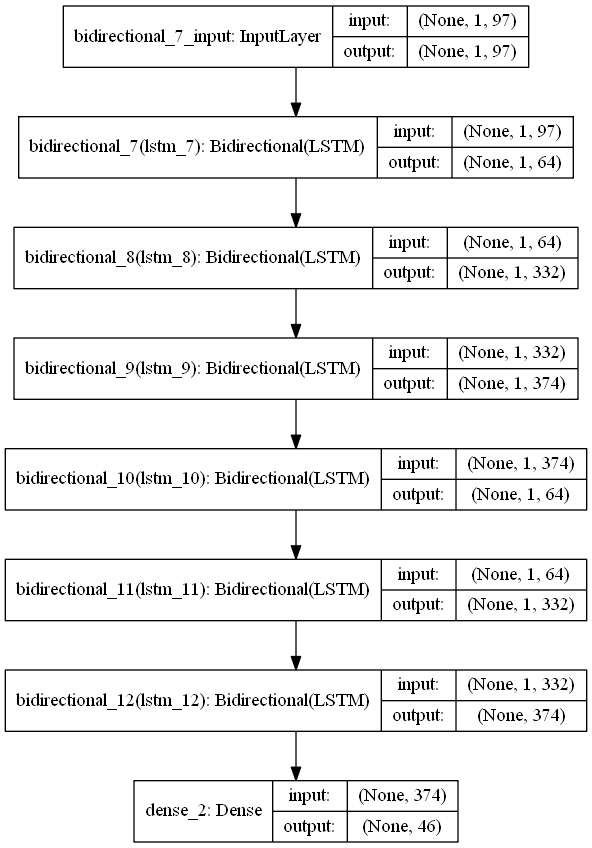 bidirectional_7_input: InputLayer
input:
(None, 1, 97)
output:
(None, 1, 97)
bidirectional_7(lstm_7): Bidirectional(LSTM)
input:
(None, 1, 97)
output:
(None, 1, 64)
bidirectional_8(lstm_8): Bidirectional(LSTM)
input:
(None, 1, 64)
output:
(None, 1, 332)
bidirectional_9(lstm_9): Bidirectional(LSTM)
input:
(None, 1, 332)
output:
(None, 1, 374)
bidirectional_10(lstm_10): Bidirectional(LSTM)
input:
(None, 1, 374)
output:
(None, 1, 64)
bidirectional_11(lstm_11): Bidirectional(LSTM)
input:
(None, 1, 64)
output:
(None, 1, 332)
bidirectional_12(lstm_12): Bidirectional(LSTM)
input:
(None, 1, 332)
output:
(None, 374)
dense_2: Dense
input:
(None, 374)
output:
(None, 46)